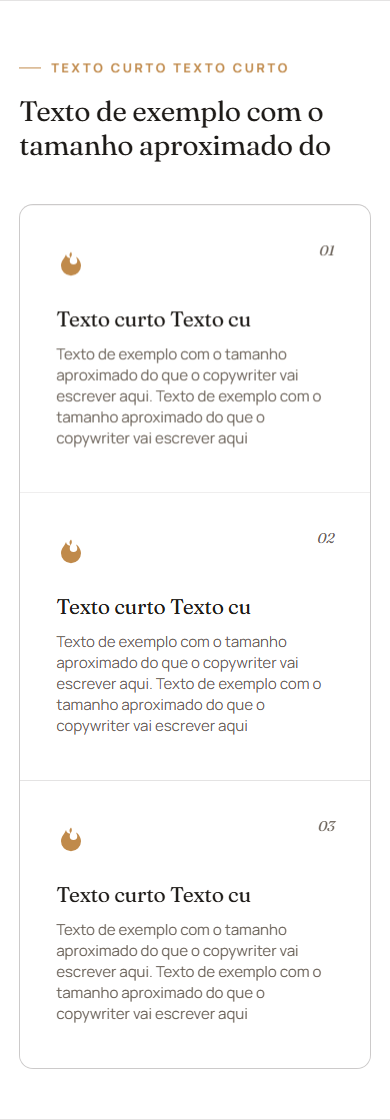 TEXTO CURTO TEXTO CURTO
Texto de exemplo com o
tamanho aproximado do
01
Texto curto Texto cu
Texto de exemplo com o tamanho
aproximado do que o copywriter vai
escrever aqui. Texto de exemplo com o
tamanho aproximado do que o
copywriter vai escrever aqui
02
Texto curto Texto cu
Texto de exemplo com o tamanho
aproximado do que o copywriter vai
escrever aqui. Texto de exemplo com o
tamanho aproximado do que o
copywriter vai escrever aqui
03
Texto curto Texto cu
Texto de exemplo com o tamanho
aproximado do que o copywriter vai
escrever aqui. Texto de exemplo com o
tamanho aproximado do que o
copywriter vai escrever aqui